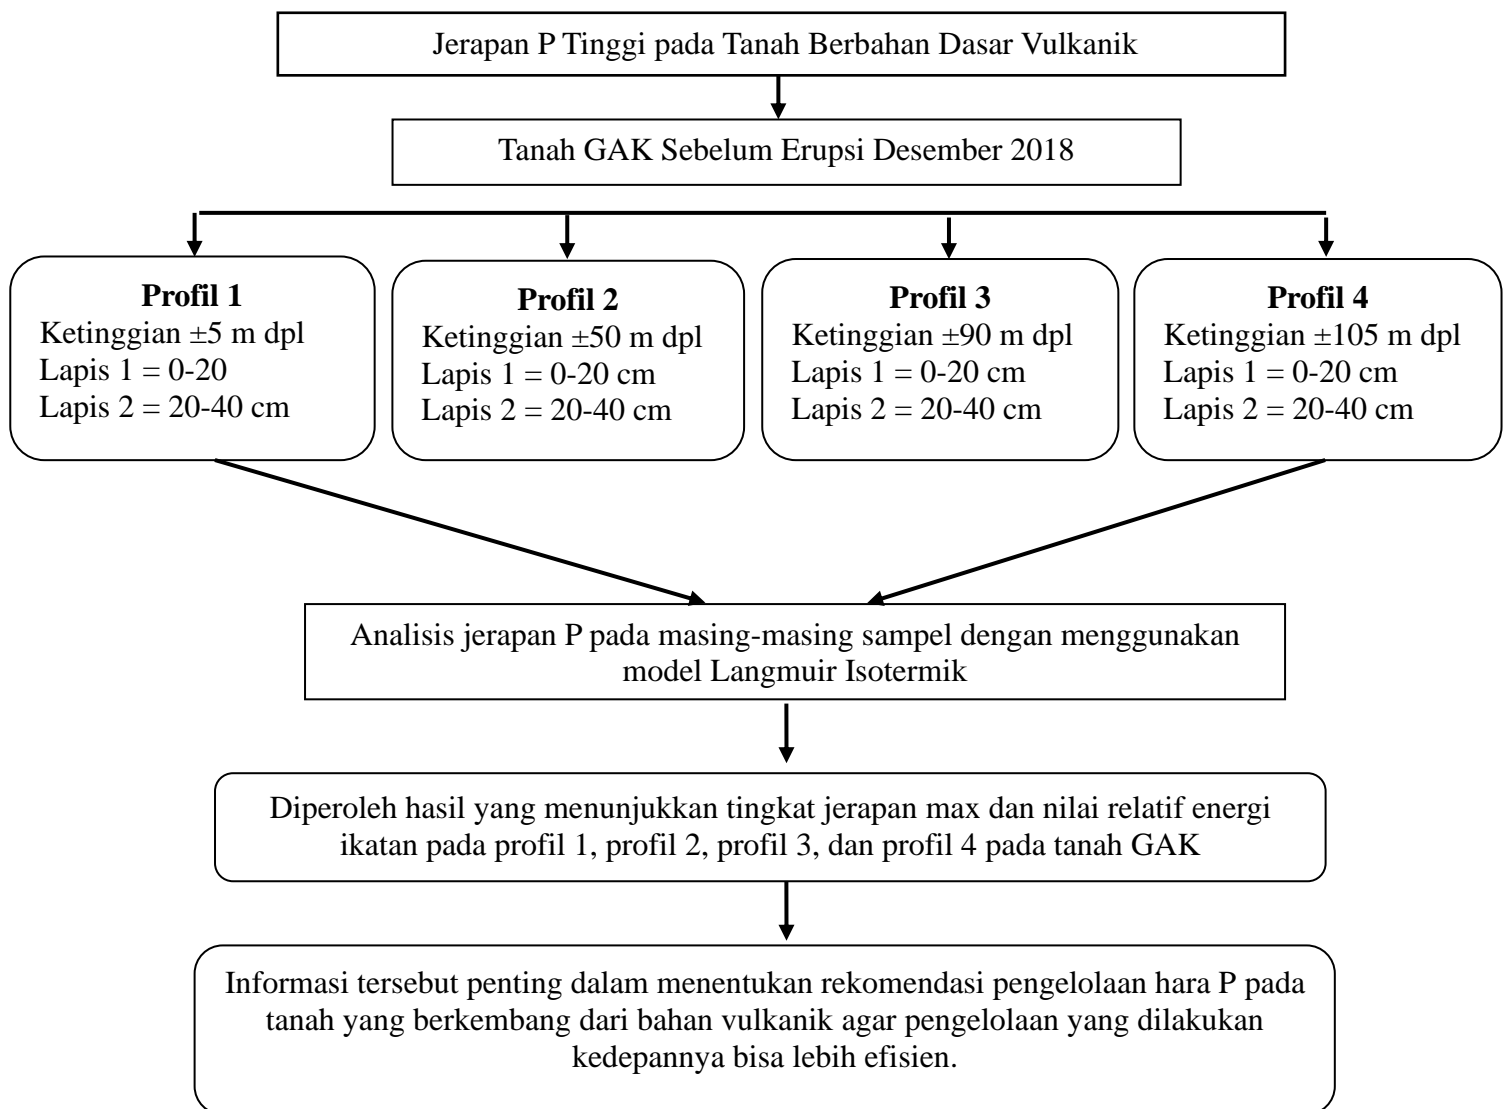 Jerapan P Tinggi pada Tanah Berbahan Dasar Vulkanik
Tanah GAK Sebelum Erupsi Desember 2018
Profil 1
Ketinggian ±5 m dpl
Lapis 1 = 0-20
Lapis 2 = 20-40 cm
Profil 2
Ketinggian ±50 m dpl
Lapis 1 = 0-20 cm
Lapis 2 = 20-40 cm
Profil 3
Ketinggian ±90 m dpl
Lapis 1 = 0-20 cm
Lapis 2 = 20-40 cm
Profil 4
Ketinggian ±105 m dpl
Lapis 1 = 0-20 cm
Lapis 2 = 20-40 cm
Analisis jerapan P pada masing-masing sampel dengan menggunakan
model Langmuir Isotermik
Diperoleh hasil yang menunjukkan tingkat jerapan max dan nilai relatif energi
ikatan pada profil 1, profil 2, profil 3, dan profil 4 pada tanah GAK
Informasi tersebut penting dalam menentukan rekomendasi pengelolaan hara P pada
tanah yang berkembang dari bahan vulkanik agar pengelolaan yang dilakukan
kedepannya bisa lebih efisien.